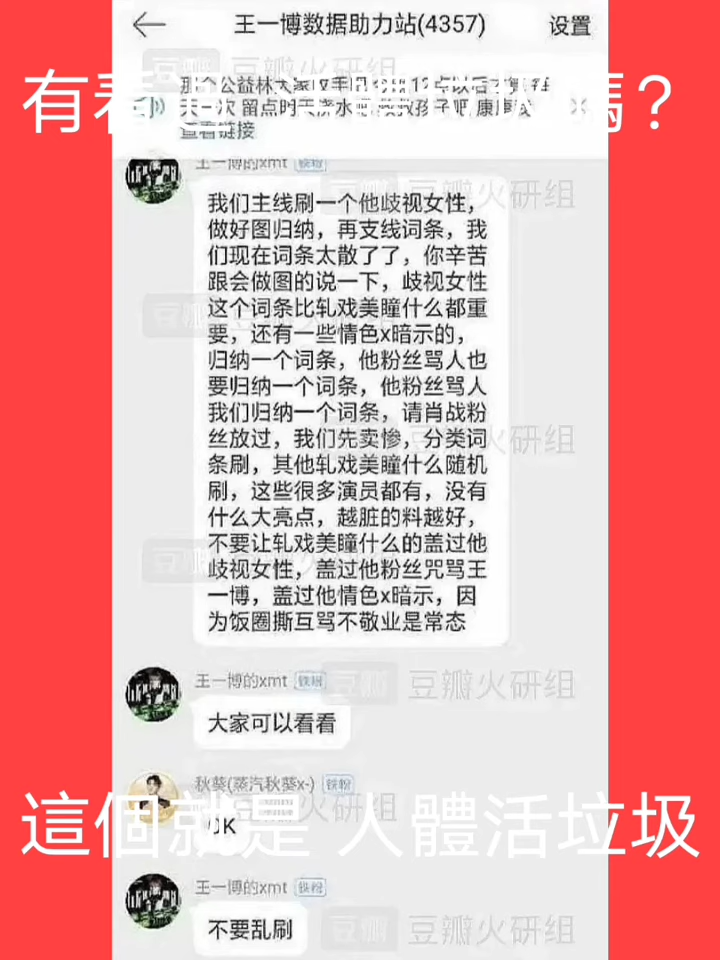 王一博数据助力站(4357)
设置
有看過
嗎？
查看链接
王一博的xmt 铁粉
我们主线刷一个他歧视女性，
做好图归纳，再支线词条，我
们现在词条太散了了，你辛苦
跟会做图的说一下，歧视女性
这个词条比轧戏美瞳什么都重
要，还有一些情色x暗示的，
归纳一个词条，他粉丝骂人也
要归纳一个词条，他粉丝骂人
我们归纳一个词条，请肖战粉
丝放过，我们先卖惨，分类词
条刷，其他轧戏美瞳什么随机
刷，这些很多演员都有，没有
什么大亮点，越脏的料越好，
不要让轧戏美瞳什么的盖过他
歧视女性，盖过他粉丝咒骂王
一博，盖过他情色x暗示，因
为饭圈撕互骂不敬业是常态
王一博的xmt 铁粉
大家可以看看
秋葵(蒸汽秋葵x-) 铁粉
這個就是 人體活垃圾
王一博的xmt 铁粉
不要乱刷
豆瓣 豆瓣火研组